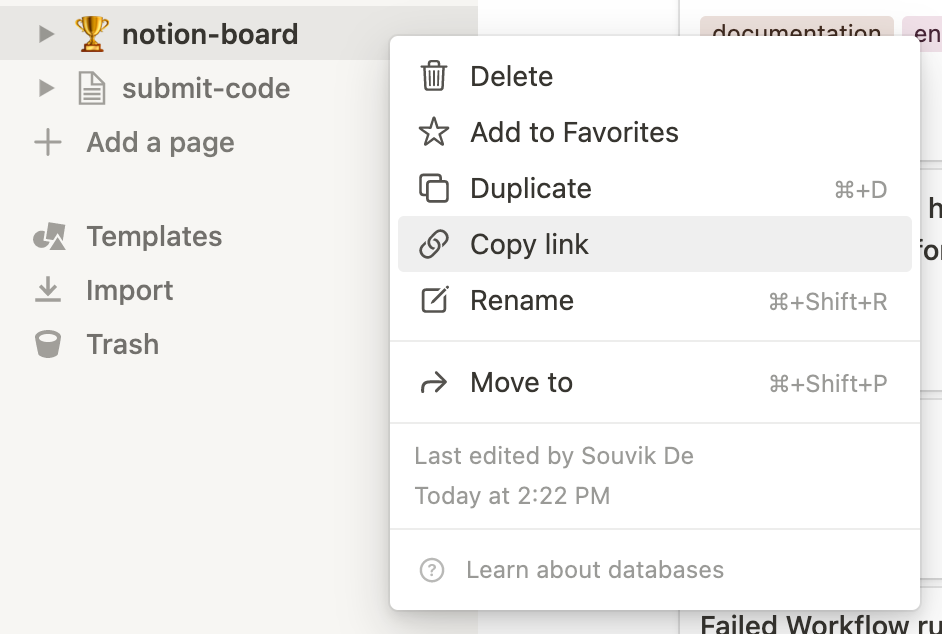 notion-board
submit-code
Add a page
Templates
Import
Trash
documentation
Delete
Add to Favorites
Duplicate ⌘+D
Copy link
Rename ⌘+Shift+R
Move to ⌘+Shift+P
Last edited by Souvik De
Today at 2:22 PM
? Learn about databases
Failed Workflow